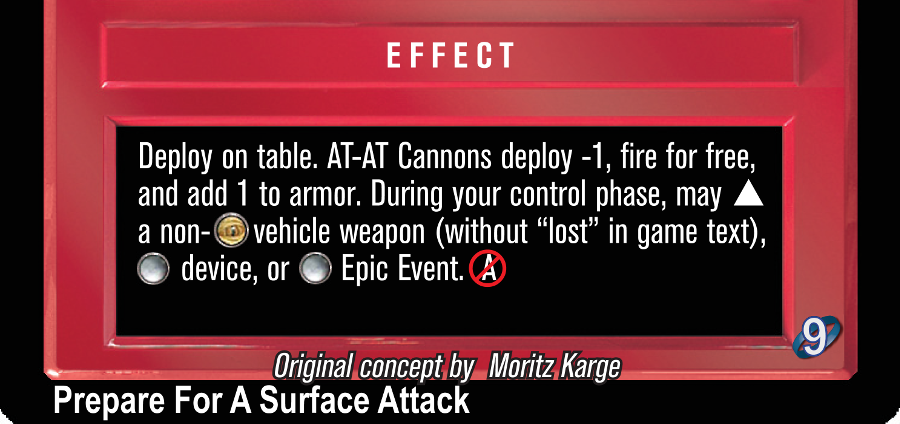 EFFECT
Deploy on table. AT-AT Cannons deploy -1, fire for free,
and add 1 to armor. During your control phase, may ▲
a non- vehicle weapon (without “lost” in game text),
device, or Epic Event. A
9
Original concept by Moritz Karge
Prepare For A Surface Attack